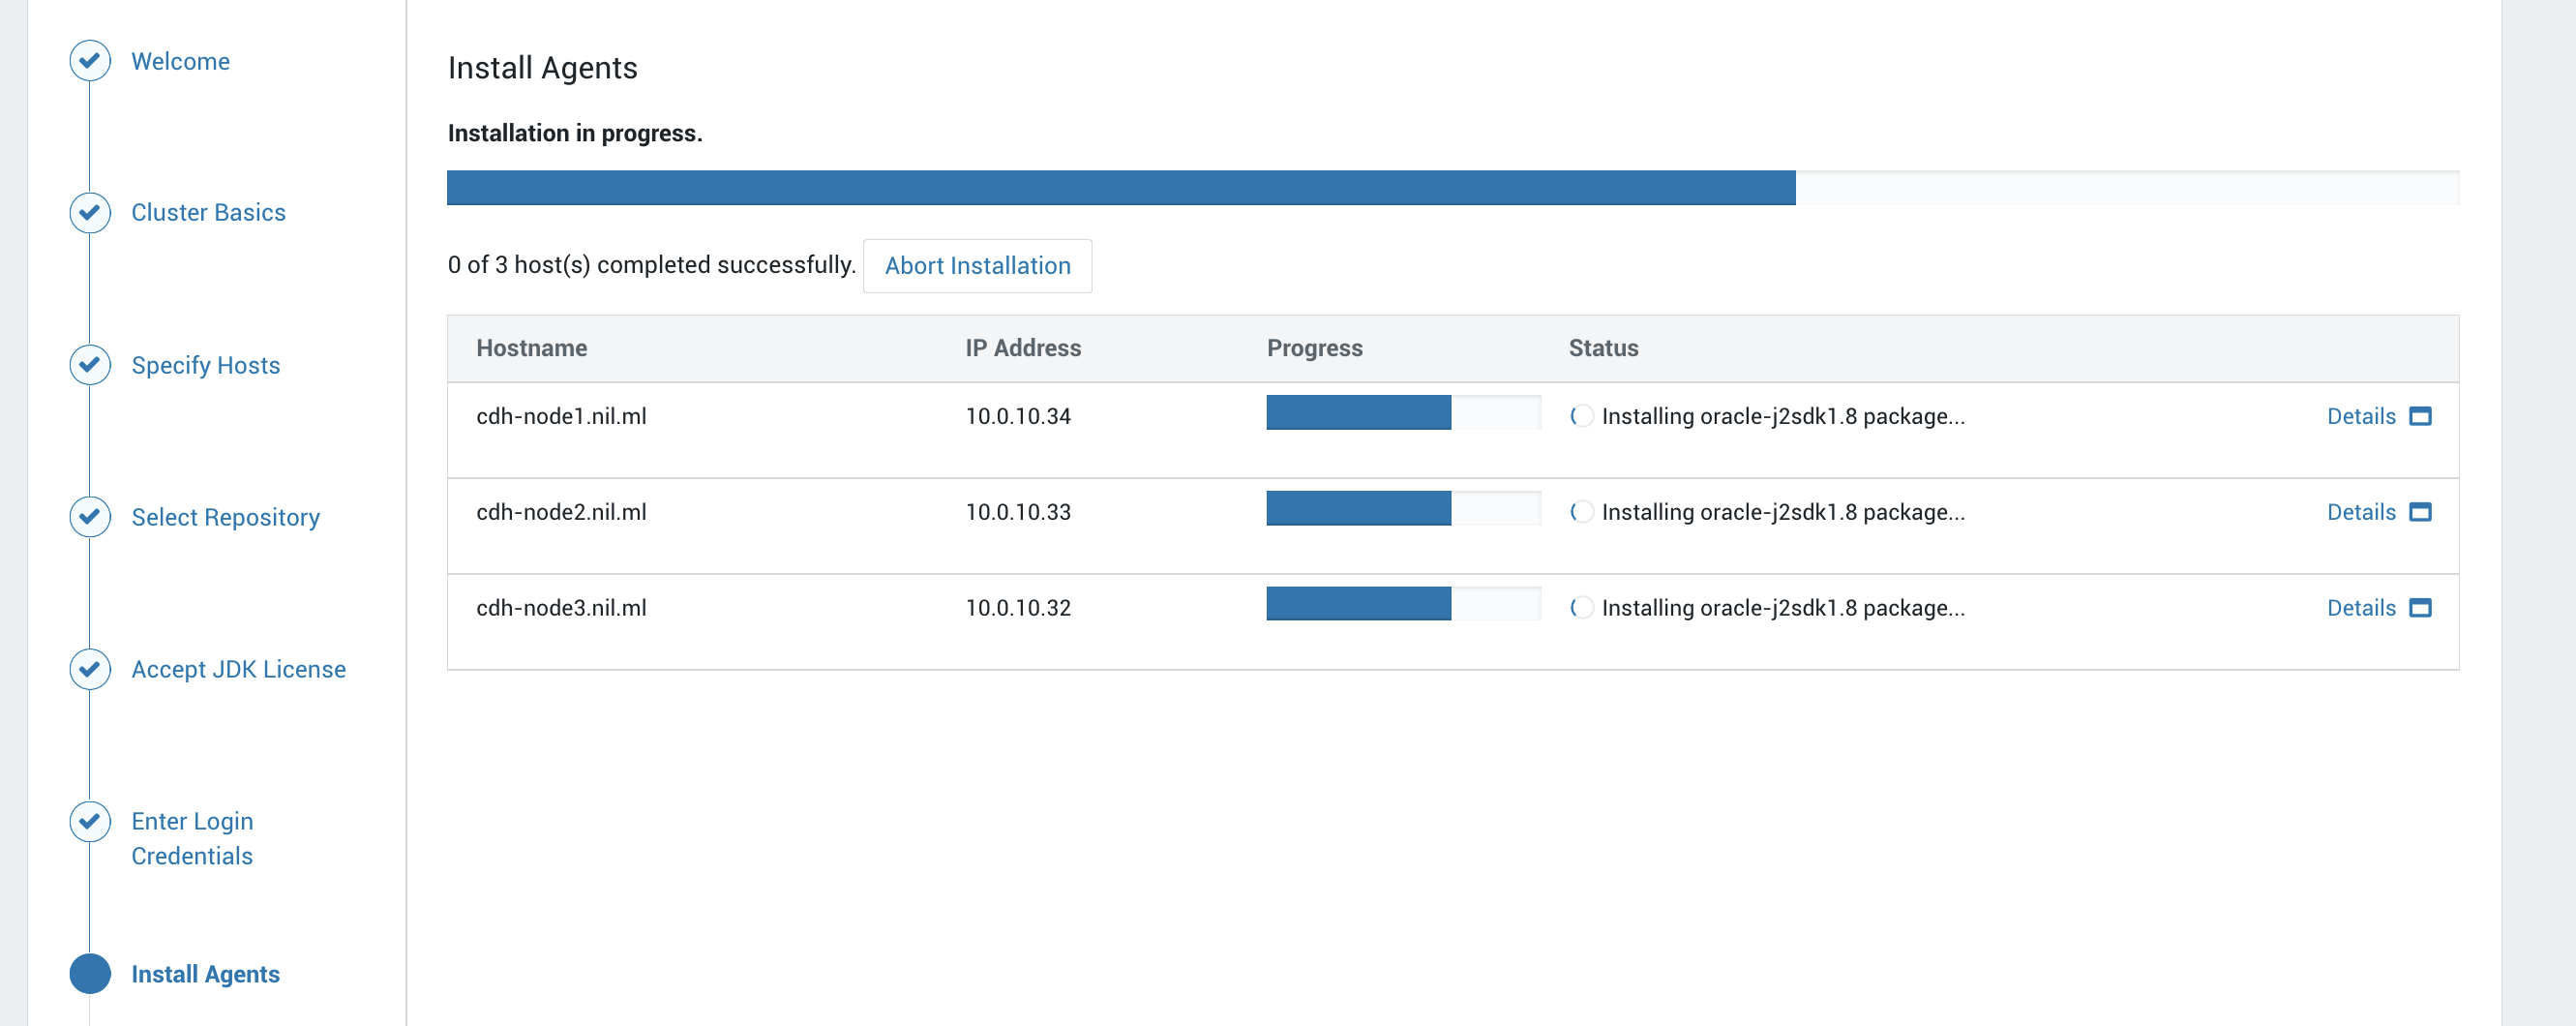 Welcome
Cluster Basics
Specify Hosts
Select Repository
Accept JDK License
Enter Login
Credentials
Install Agents
Install Agents
Installation in progress.
0 of 3 host(s) completed successfully. Abort Installation
Hostname IP Address Progress Status
cdh-node1.nil.ml 10.0.10.34 Installing oracle-j2sdk1.8 package... Details
cdh-node2.nil.ml 10.0.10.33 Installing oracle-j2sdk1.8 package... Details
cdh-node3.nil.ml 10.0.10.32 Installing oracle-j2sdk1.8 package... Details